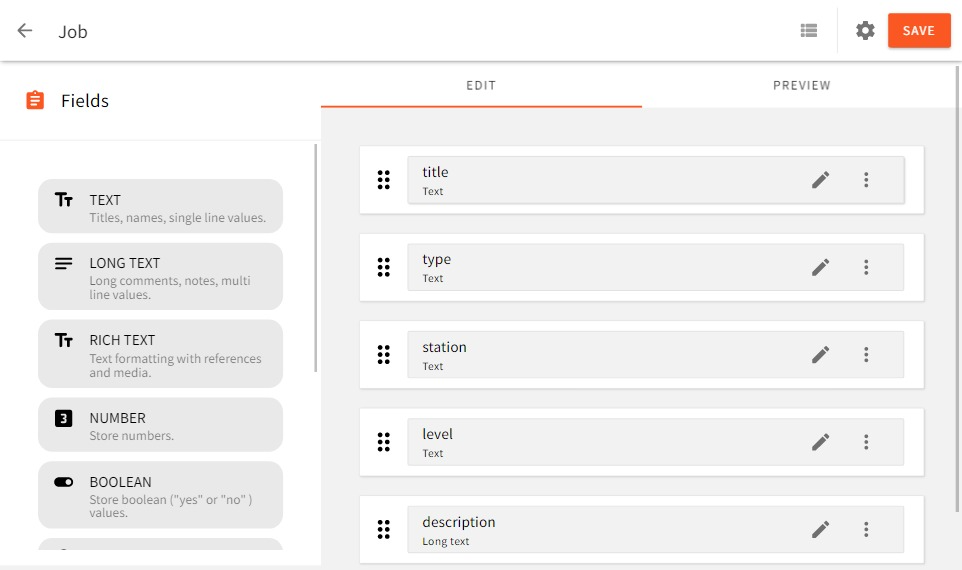 Job
SAVE
Fields
EDIT
PREVIEW
TEXT
Titles, names, single line values.
LONG TEXT
Long comments, notes, multi
line values.
RICH TEXT
Text formatting with references
and media.
3
NUMBER
Store numbers.
BOOLEAN
Store boolean ("yes" or "no" )
values.
title
Text
type
Text
station
Text
level
Text
description
Long text